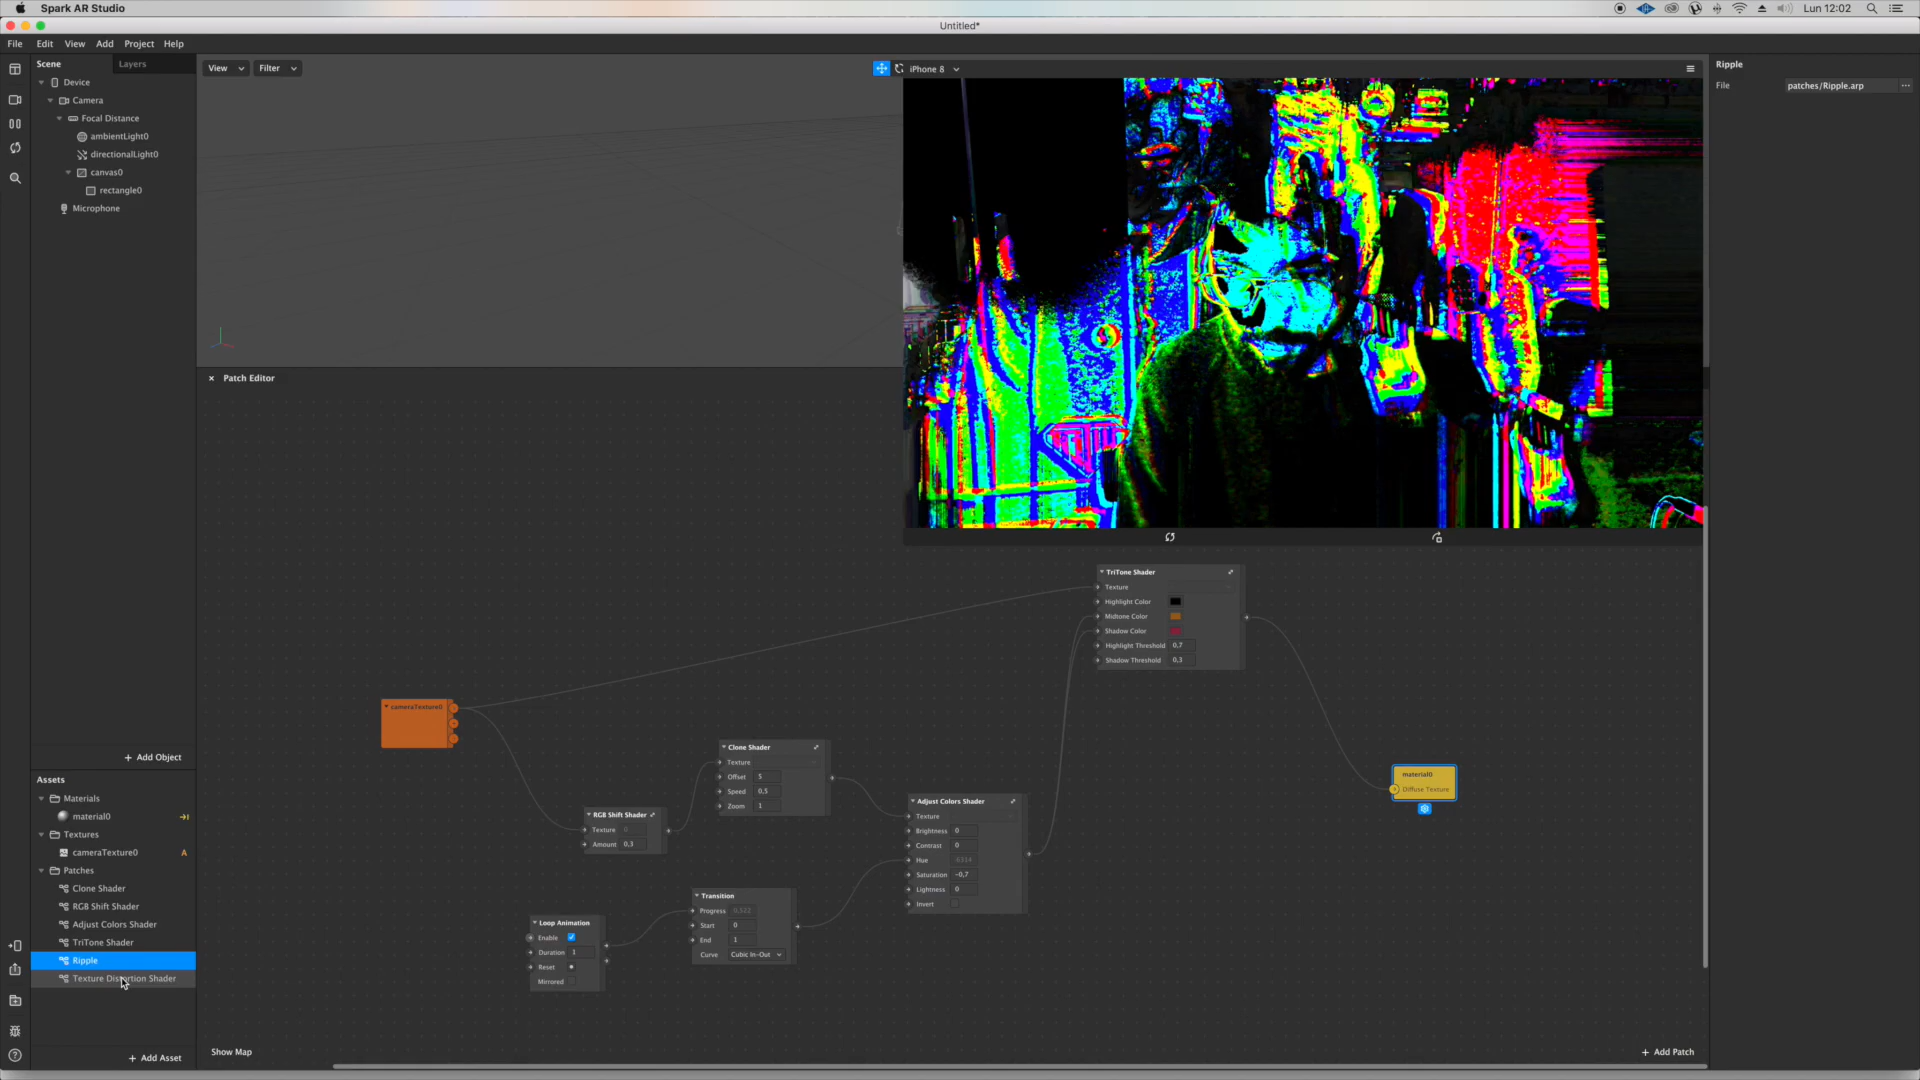 Spark AR Studio
Lun 12:02
Untitled*
File Edit View Add Project Help
Scene
Layers
Device
Camera
Focal Distance
ambientLight0
directionalLight0
canvas0
rectangle0
Microphone
+ Add Object
Assets
Materials
material0
Textures
cameraTexture0 A
Patches
Clone Shader
RGB Shift Shader
Adjust Colors Shader
TriTone Shader
Ripple
Texture Distortion Shader
+ Add Asset
View
Filter
iPhone 8
Patch Editor
cameraTexture0
RGB Shift Shader
Texture 0
Amount 0,3
Clone Shader
Texture
Offset 5
Speed 0,5
Zoom 1
Loop Animation
Enable
Duration 1
Reset
Mirrored
Transition
Progress 0,322
Start 0
End 1
Curve Cubic In-Out
Adjust Colors Shader
Texture
Brightness 0
Contrast 0
Hue
Saturation -0,7
Lightness 0
Invert
TriTone Shader
Texture
Highlight Color
Midtone Color
Shadow Color
Highlight Threshold 0,7
Shadow Threshold 0,3
material0
Diffuse Texture
Show Map
+ Add Patch
Ripple
File patches/Ripple.arp